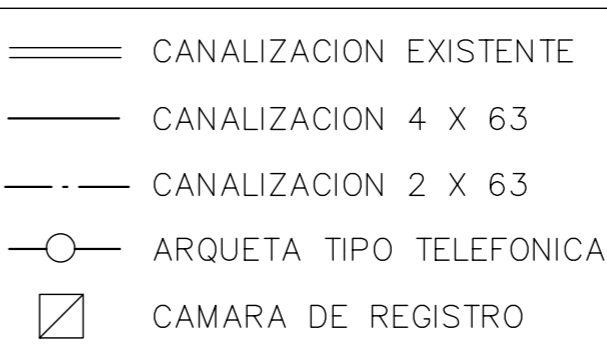 CANALIZACION EXISTENTE
CANALIZACION 4 X 63
CANALIZACION 2 X 63
ARQUETA TIPO TELEFONICA
CAMARA DE REGISTRO